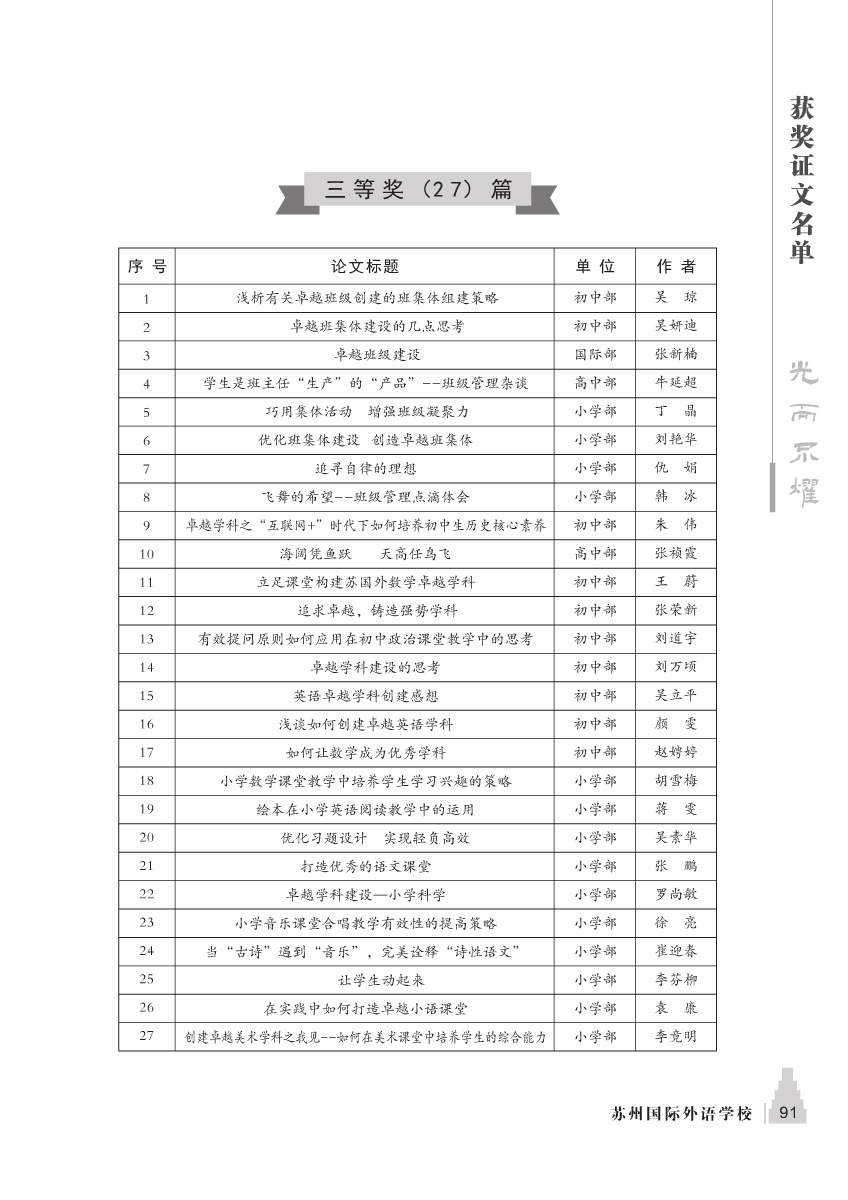 获奖证文名单
光而不耀
三等奖（27）篇
序号 论文标题 单位 作者
1 浅析有关卓越班级创建的班集体组建策略 初中部 吴 琼
2 卓越班集体建设的几点思考 初中部 吴妍迪
3 卓越班级建设 国际部 张新楠
4 学生是班主任“生产”的“产品”--班级管理杂谈 高中部 牛延超
5 巧用集体活动 增强班级凝聚力 小学部 丁 晶
6 优化班集体建设 创造卓越班集体 小学部 刘艳华
7 追寻自律的理想 小学部 仇 娟
8 飞舞的希望--班级管理点滴体会 小学部 韩 冰
9 卓越学科之“互联网+”时代下如何培养初中生历史核心素养 初中部 朱 伟
10 海阔凭鱼跃 天高任鸟飞 高中部 张祯霞
11 立足课堂构建苏国外数学卓越学科 初中部 王 蔚
12 追求卓越，铸造强势学科 初中部 张荣新
13 有效提问原则如何应用在初中政治课堂教学中的思考 初中部 刘道宇
14 卓越学科建设的思考 初中部 刘万顷
15 英语卓越学科创建感想 初中部 吴立平
16 浅谈如何创建卓越英语学科 初中部 颜 雯
17 如何让数学成为优秀学科 初中部 赵娉婷
18 小学数学课堂教学中培养学生学习兴趣的策略 小学部 胡雪梅
19 绘本在小学英语阅读教学中的运用 小学部 蒋 雯
20 优化习题设计 实现轻负高效 小学部 吴素华
21 打造优秀的语文课堂 小学部 张 鹏
22 卓越学科建设—小学科学 小学部 罗尚敏
23 小学音乐课堂合唱教学有效性的提高策略 小学部 徐 亮
24 当“古诗”遇到“音乐”，完美诠释“诗性语文” 小学部 崔迎春
25 让学生动起来 小学部 李芬柳
26 在实践中如何打造卓越小语课堂 小学部 袁 康
27 创建卓越美术学科之我见--如何在美术课堂中培养学生的综合能力 小学部 李竞明
苏州国际外语学校 91